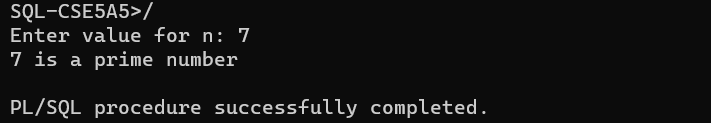 SQL-CSE5A5>/
Enter value for n: 7
7 is a prime number
PL/SQL procedure successfully completed.